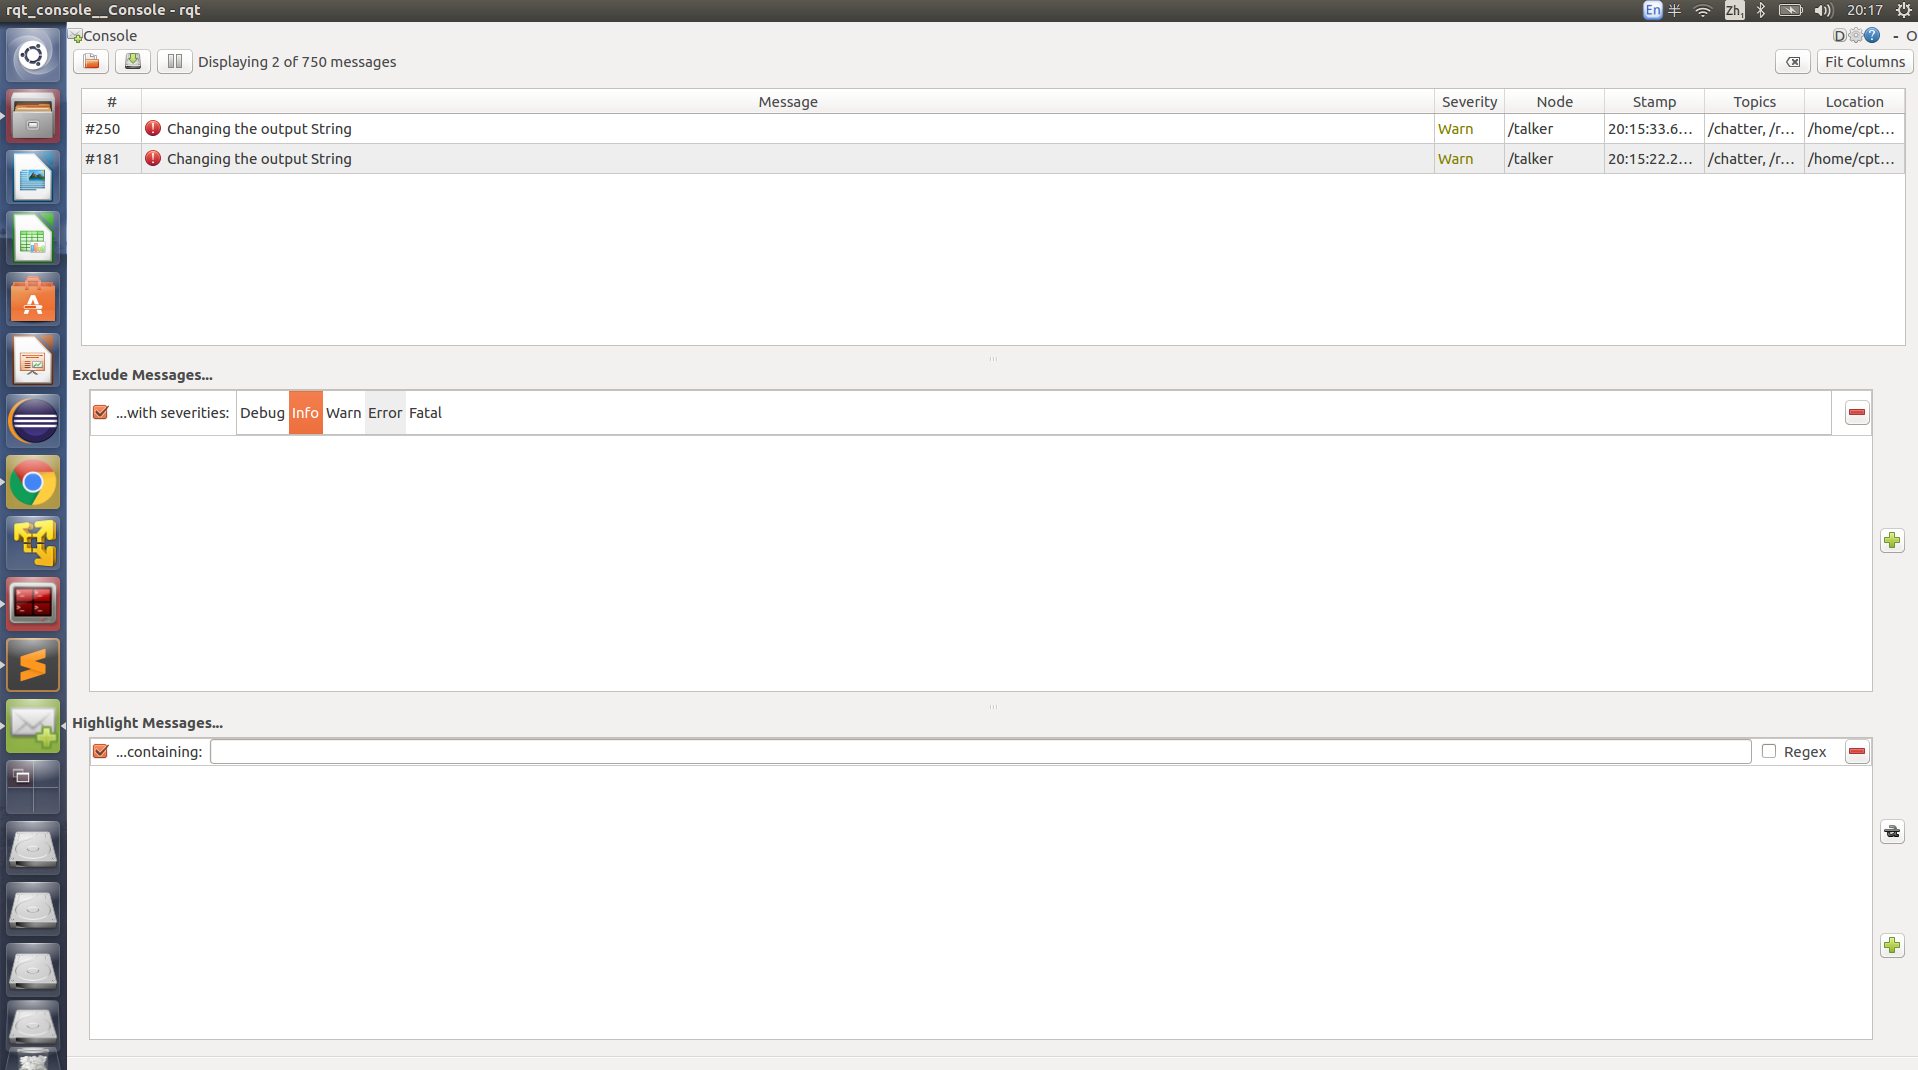 rqt_console__Console - rqt
En 半 Zh1 20:17
Console
D ? - O
Displaying 2 of 750 messages
Fit Columns
# Message Severity Node Stamp Topics Location
#250 Changing the output String Warn /talker 20:15:33.6... /chatter, /r... /home/cpt...
#181 Changing the output String Warn /talker 20:15:22.2... /chatter, /r... /home/cpt...
Exclude Messages...
...with severities: Debug Info Warn Error Fatal
Highlight Messages...
...containing: Regex